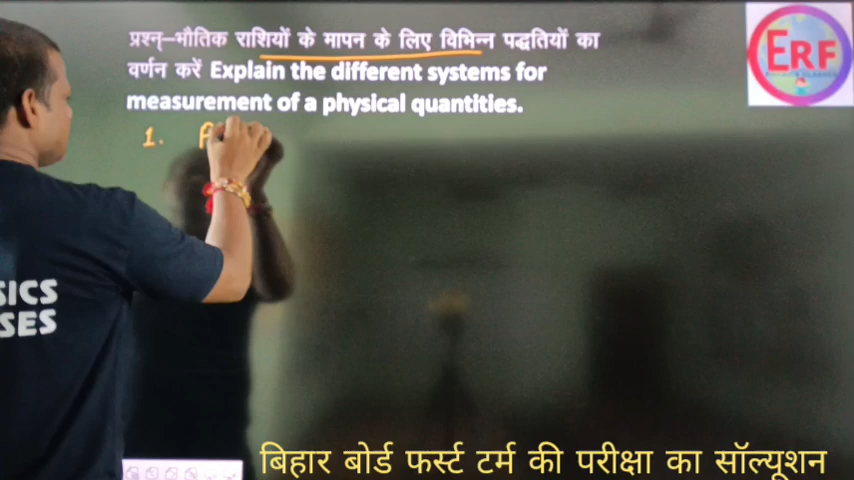 प्रश्न्–भौतिक राशियों के मापन के लिए विभिन्न पद्धतियों का
वर्णन करें Explain the different systems for
measurement of a physical quantities.
ERF
1.
SICS
SES
बिहार बोर्ड फर्स्ट टर्म की परीक्षा का सॉल्यूशन